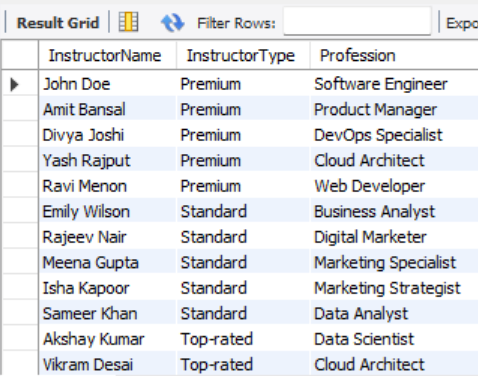 Result Grid Filter Rows: Expo
InstructorName InstructorType Profession
John Doe Premium Software Engineer
Amit Bansal Premium Product Manager
Divya Joshi Premium DevOps Specialist
Yash Rajput Premium Cloud Architect
Ravi Menon Premium Web Developer
Emily Wilson Standard Business Analyst
Rajeev Nair Standard Digital Marketer
Meena Gupta Standard Marketing Specialist
Isha Kapoor Standard Marketing Strategist
Sameer Khan Standard Data Analyst
Akshay Kumar Top-rated Data Scientist
Vikram Desai Top-rated Cloud Architect